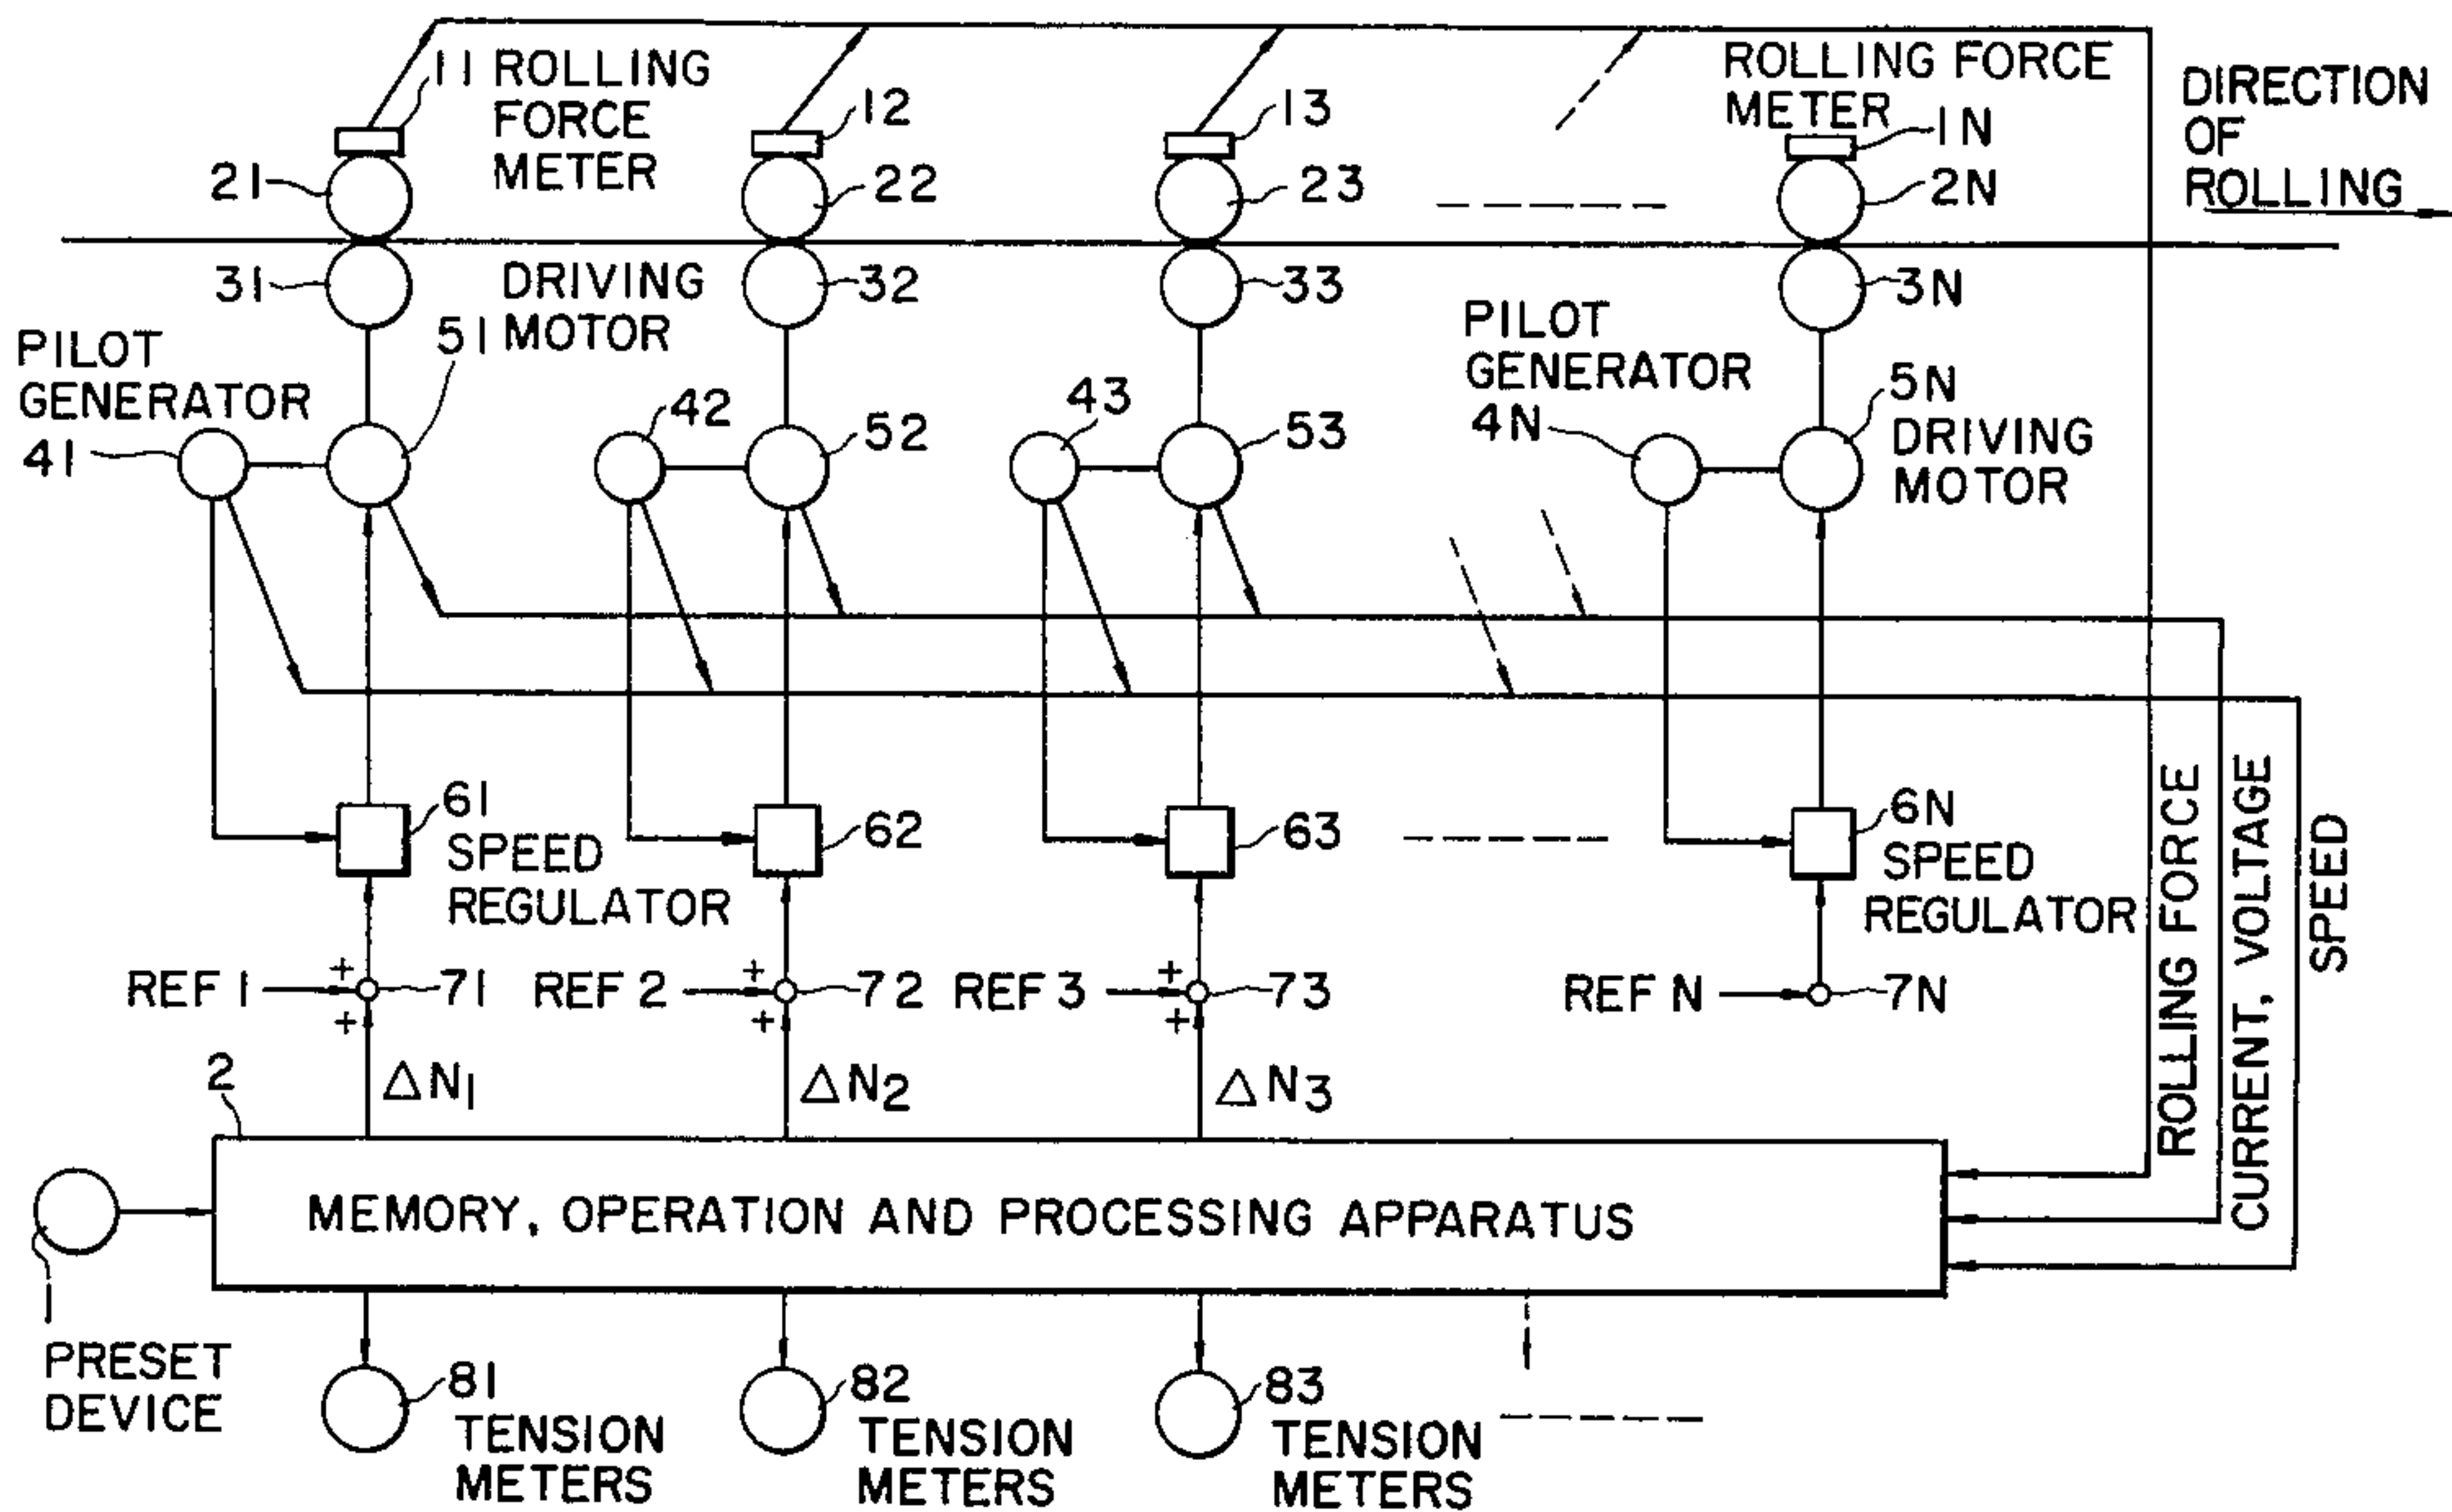 11 ROLLING
FORCE
METER
12
13
ROLLING FORCE
METER
1N
DIRECTION
OF
ROLLING
21
22
23
2N
31
32
33
3N
DRIVING
51 MOTOR
PILOT
GENERATOR
41
42
52
43
53
PILOT
GENERATOR
4N
5N
DRIVING
MOTOR
61
SPEED
REGULATOR
62
63
6N
SPEED
REGULATOR
ROLLING FORCE
CURRENT, VOLTAGE
SPEED
REF 1
+
+
71
REF 2
+
+
72
REF 3
+
+
73
REF N
7N
2
ΔN1
ΔN2
ΔN3
MEMORY, OPERATION AND PROCESSING APPARATUS
1
PRESET
DEVICE
81
TENSION
METERS
82
TENSION
METERS
83
TENSION
METERS